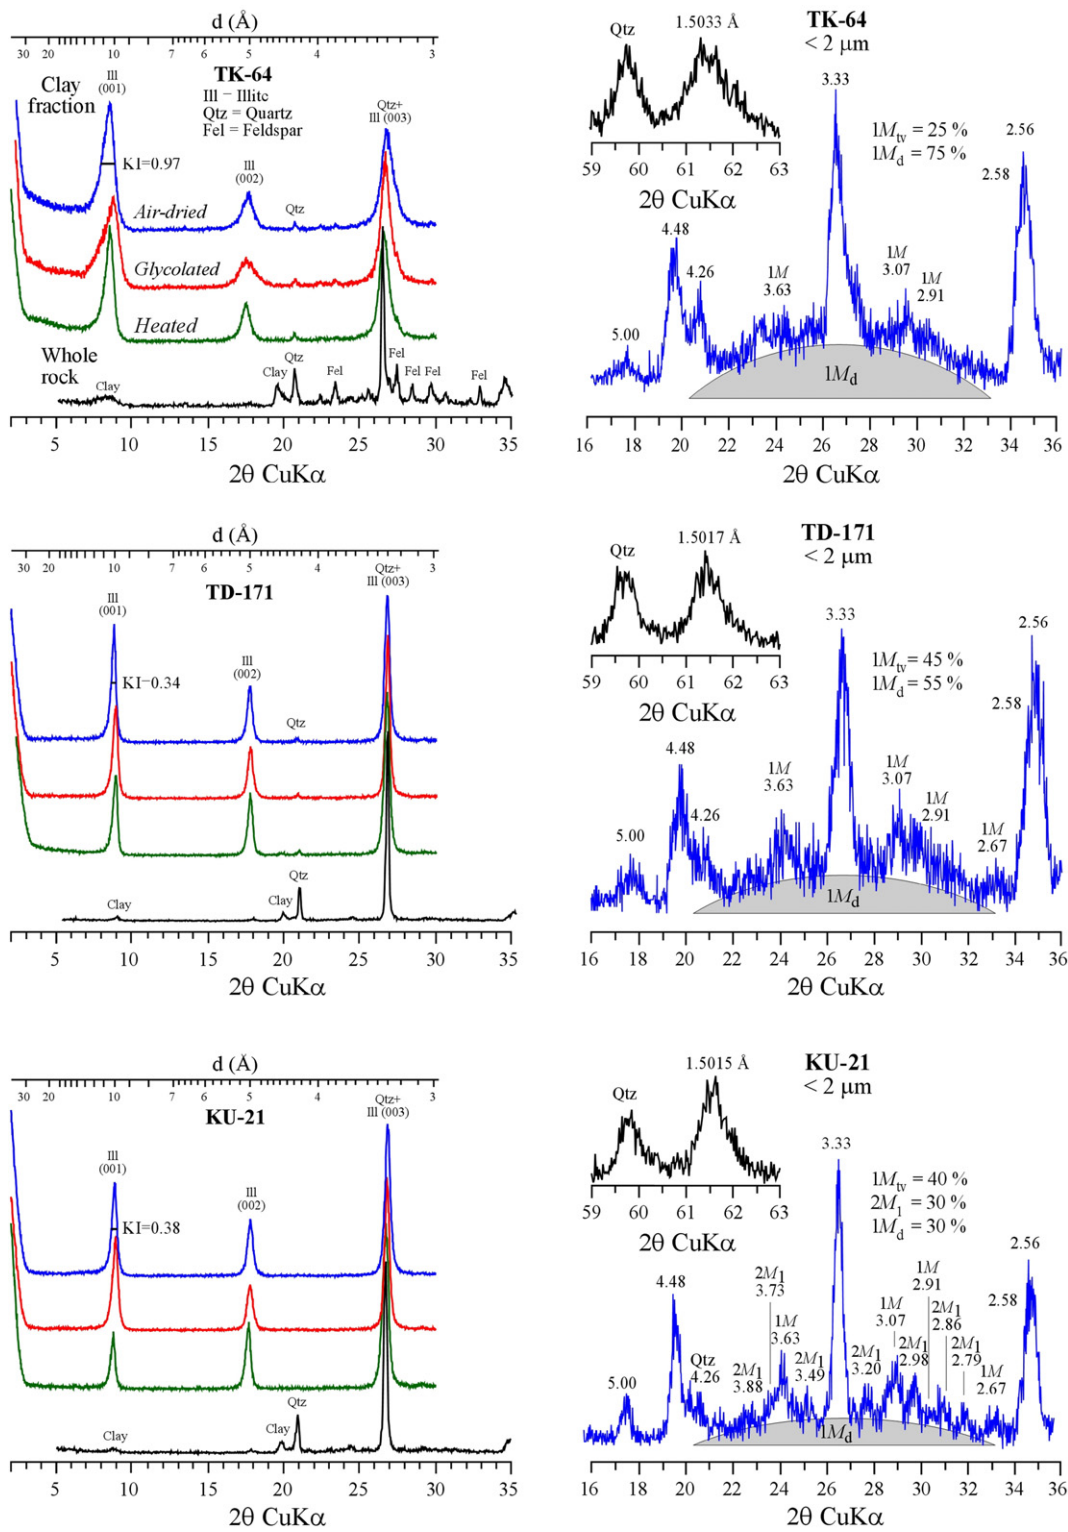 d (Å)
30 20 10 6 5 4 3
Clay
fraction
Ill
(001)
TK-64
Ill – Illite
Qtz = Quartz
Fel = Feldspar
Qtz+
Ill (003)
KI=0.97
Ill
(002)
Air-dried
Qtz
Glycolated
Heated
Whole
rock
Clay
Clay
Qtz
Fel
Fel
Fel
Fel
Fel
5 10 15 20 25 30 35
2θ CuKα
TK-64
< 2 µm
Qtz
1.5033 Å
59 60 61 62 63
2θ CuKα
1Mtv = 25 %
1Md = 75 %
3.33
2.56
2.58
4.48
4.26
1M
3.63
1M
3.07
1M
2.91
5.00
1Md
16 18 20 22 24 26 28 30 32 34 36
2θ CuKα
d (Å)
30 20 10 6 5 4 3
Ill
(001)
TD-171
Qtz+
Ill (003)
KI–0.34
Ill
(002)
Qtz
Clay
Clay
Qtz
5 10 15 20 25 30 35
2θ CuKα
TD-171
< 2 µm
Qtz
1.5017 Å
59 60 61 62 63
2θ CuKα
1Mtv = 45 %
1Md = 55 %
3.33
2.56
2.58
4.48
4.26
5.00
1M
3.63
1M
3.07
1M
2.91
1M
2.67
1Md
16 18 20 22 24 26 28 30 32 34 36
2θ CuKα
d (Å)
30 20 10 6 5 4 3
Ill
(001)
KU-21
Qtz+
Ill (003)
KI=0.38
Ill
(002)
Clay
Clay
Qtz
5 10 15 20 25 30 35
2θ CuKα
KU-21
< 2 µm
Qtz
1.5015 Å
59 60 61 62 63
2θ CuKα
1Mtv = 40 %
2M1 = 30 %
1Md = 30 %
3.33
2.56
2.58
4.48
5.00
Qtz
4.26
2M1
3.88
2M1
3.73
1M
3.63
2M1
3.49
2M1
3.20
1M
3.07
2M1
2.98
1M
2.91
2M1
2.86
2M1
2.79
1M
2.67
1Md
16 18 20 22 24 26 28 30 32 34 36
2θ CuKα